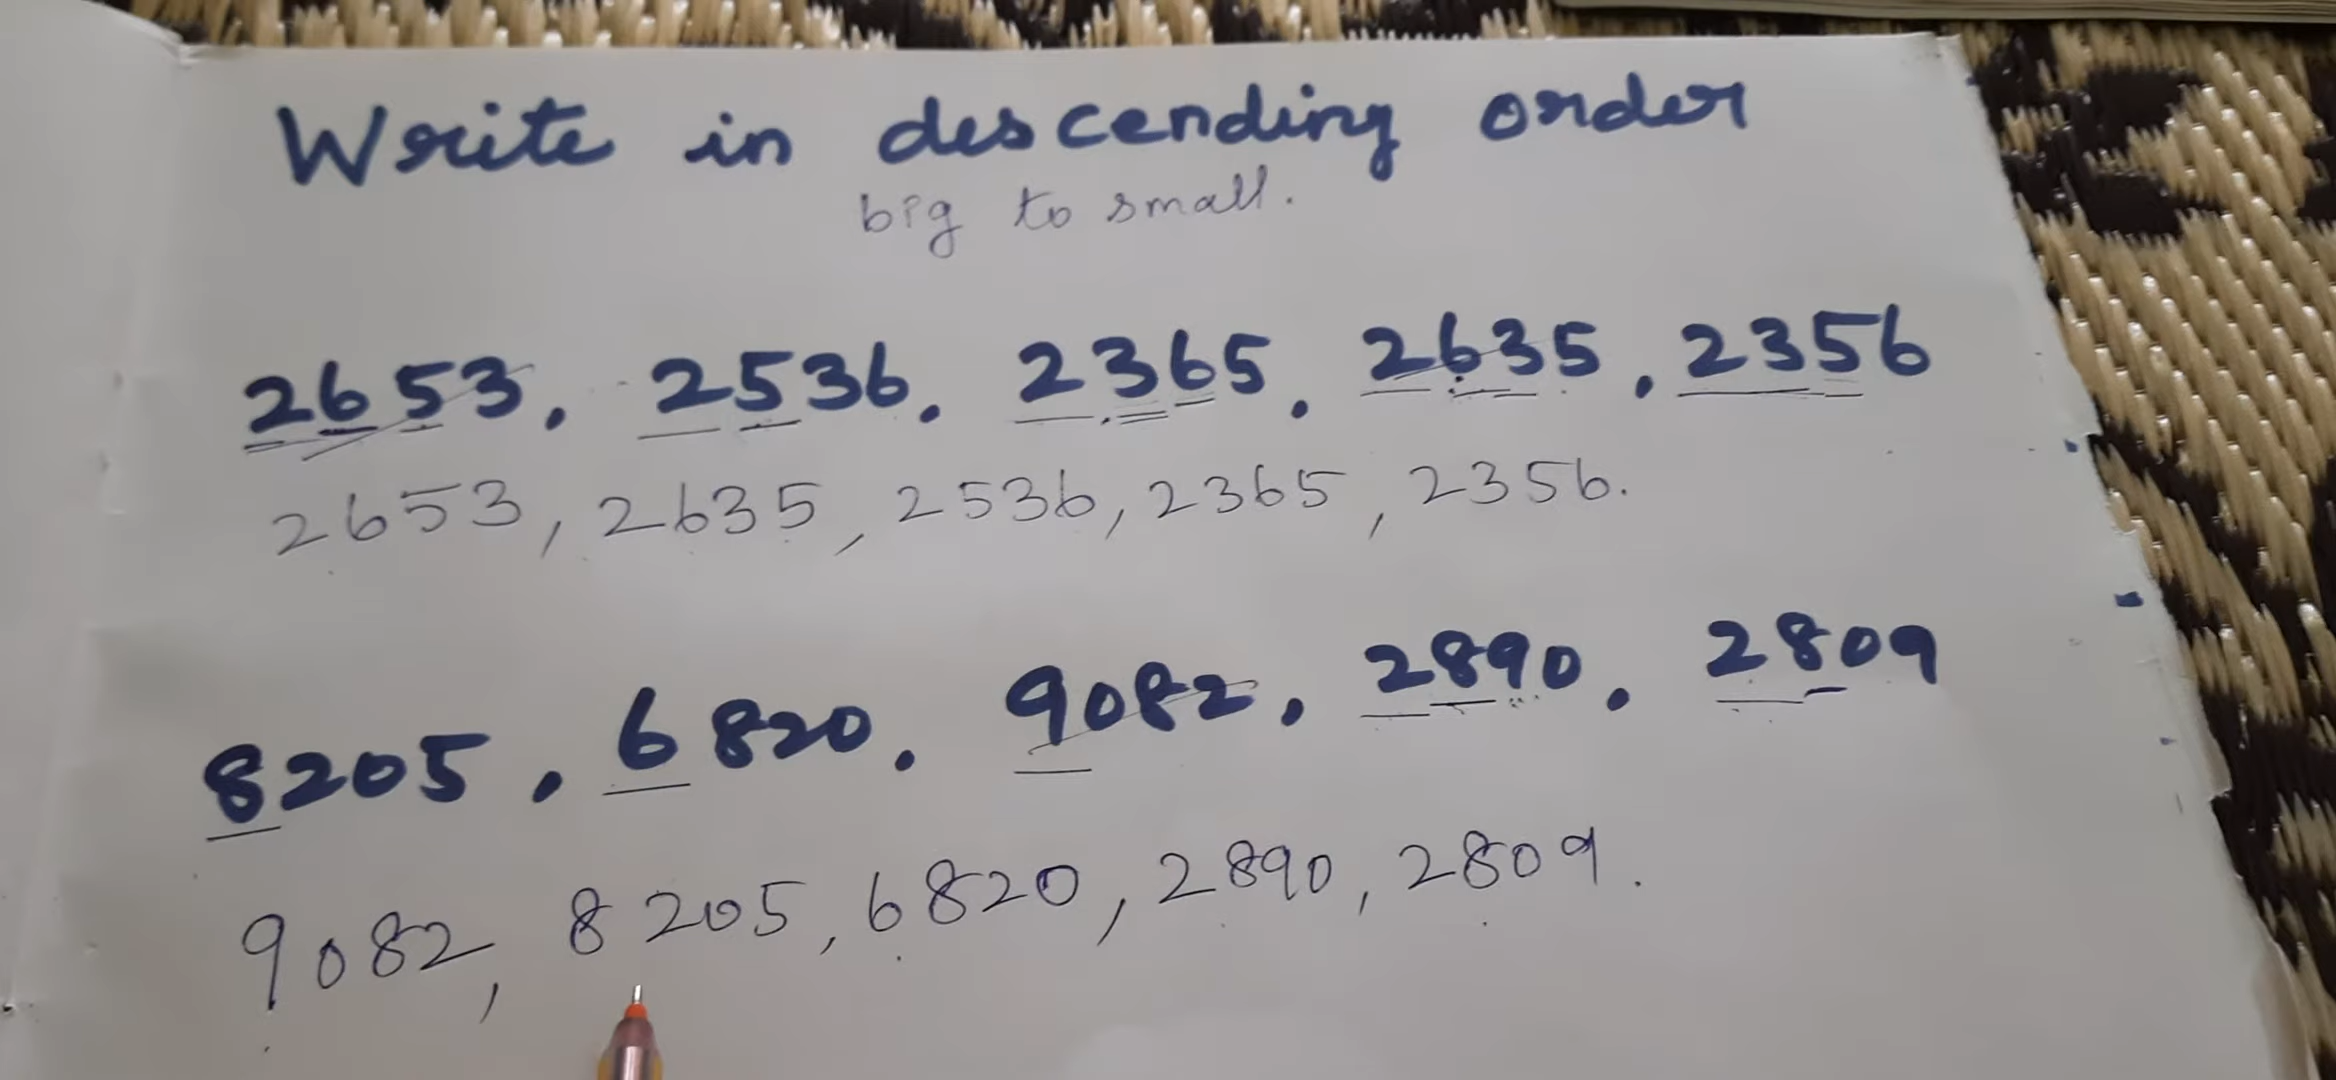 Write in descending order
big to small.
2653, 2536, 2365, 2635, 2356
2653, 2635, 2536, 2365, 2356.
8205, 6820, 9082, 2890, 2809
9082, 8205, 6820, 2890, 2809.